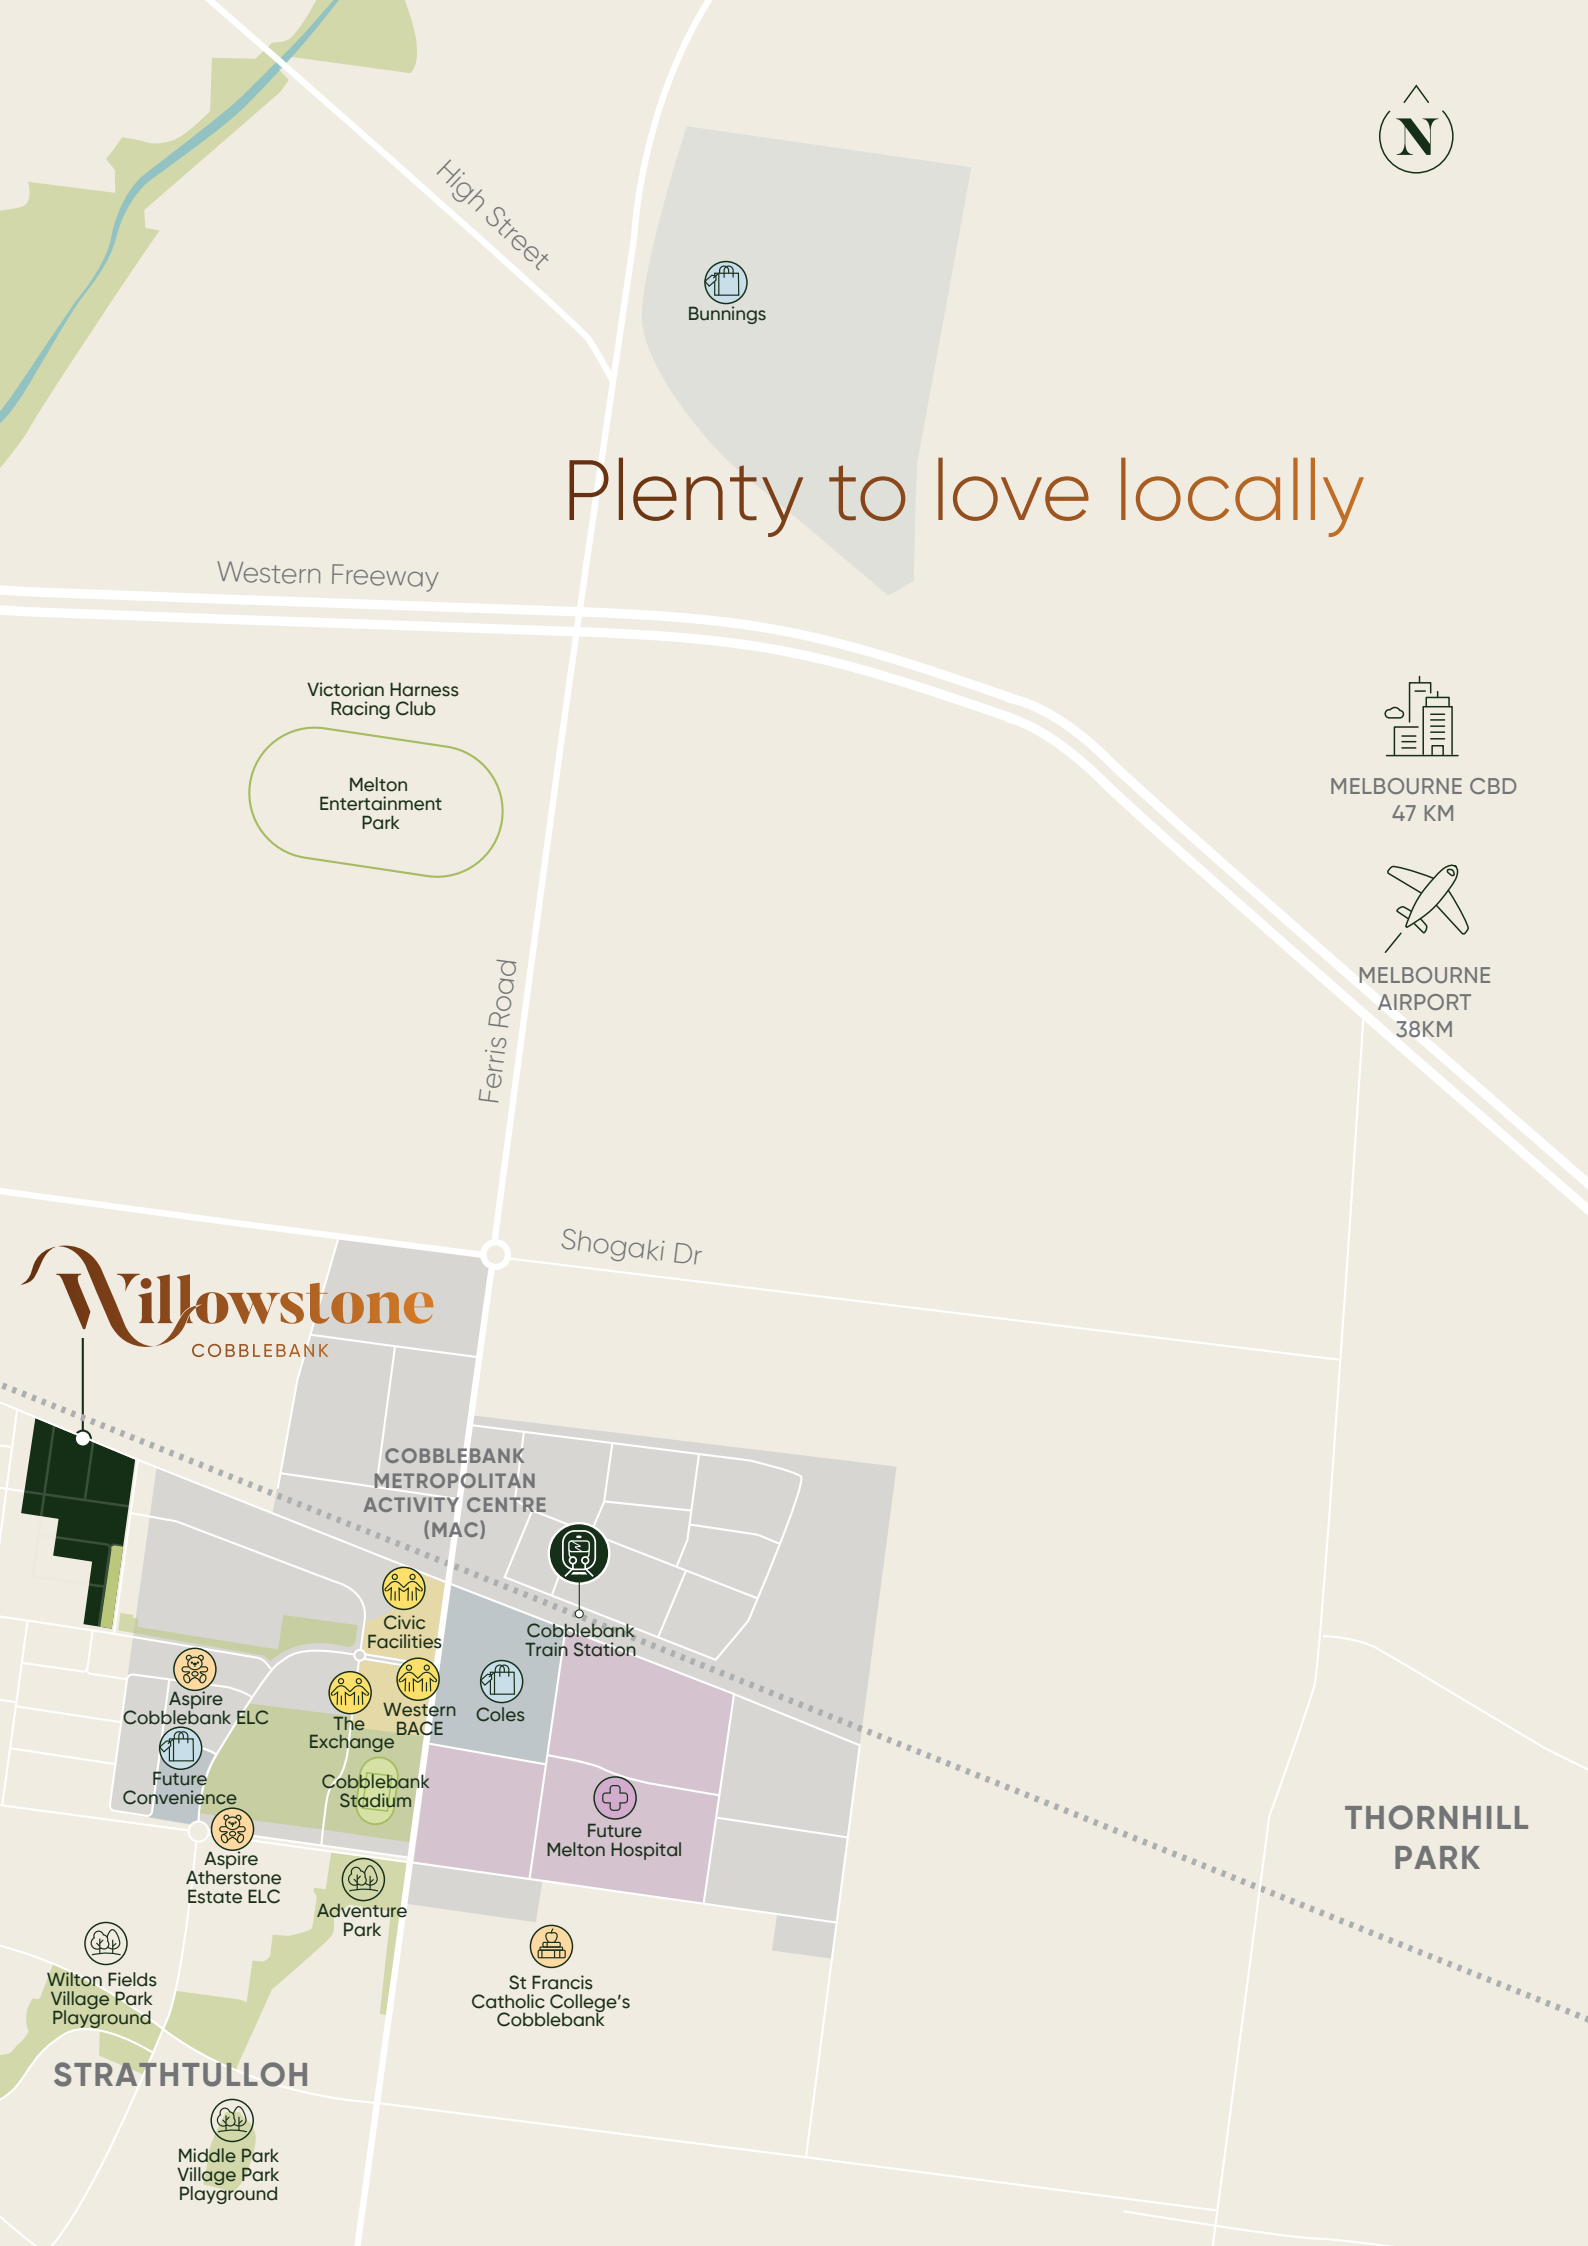 N
High Street
Bunnings
Plenty to love locally
Western Freeway
Victorian Harness
Racing Club
Melton
Entertainment
Park
MELBOURNE CBD
47 KM
MELBOURNE
AIRPORT
38KM
Ferris Road
Shogaki Dr
Willowstone
COBBLEBANK
COBBLEBANK
METROPOLITAN
ACTIVITY CENTRE
(MAC)
Civic
Facilities
Cobblebank
Train Station
Aspire
Cobblebank ELC
The
Exchange
Western
BACE
Coles
Future
Convenience
Cobblebank
Stadium
Future
Melton Hospital
Aspire
Atherstone
Estate ELC
Adventure
Park
THORNHILL
PARK
Wilton Fields
Village Park
Playground
St Francis
Catholic College's
Cobblebank
STRATHTULLOH
Middle Park
Village Park
Playground